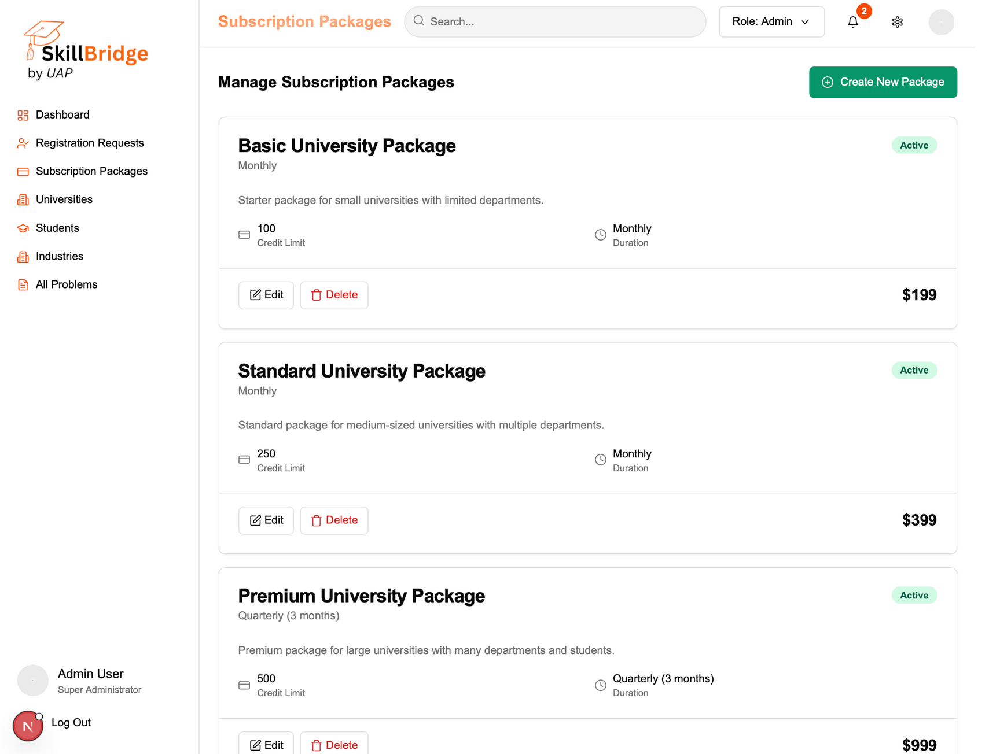 SkillBridge
by UAP
Dashboard
Registration Requests
Subscription Packages
Universities
Students
Industries
All Problems
Admin User
Super Administrator
N
Log Out
Subscription Packages
Search...
Role: Admin
2
Manage Subscription Packages
Create New Package
Basic University Package
Active
Monthly
Starter package for small universities with limited departments.
100
Credit Limit
Monthly
Duration
Edit
Delete
$199
Standard University Package
Active
Monthly
Standard package for medium-sized universities with multiple departments.
250
Credit Limit
Monthly
Duration
Edit
Delete
$399
Premium University Package
Active
Quarterly (3 months)
Premium package for large universities with many departments and students.
500
Credit Limit
Quarterly (3 months)
Duration
Edit
Delete
$999